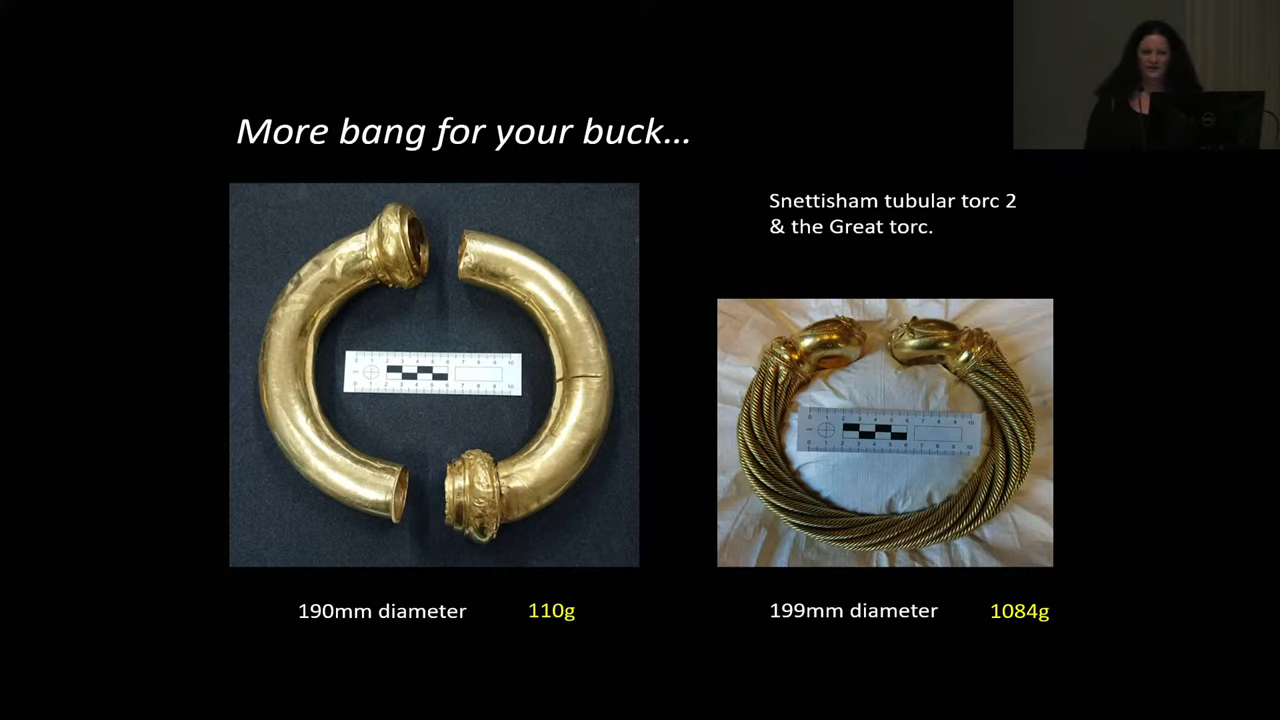 More bang for your buck...
Snettisham tubular torc 2
& the Great torc.
190mm diameter
110g
199mm diameter
1084g